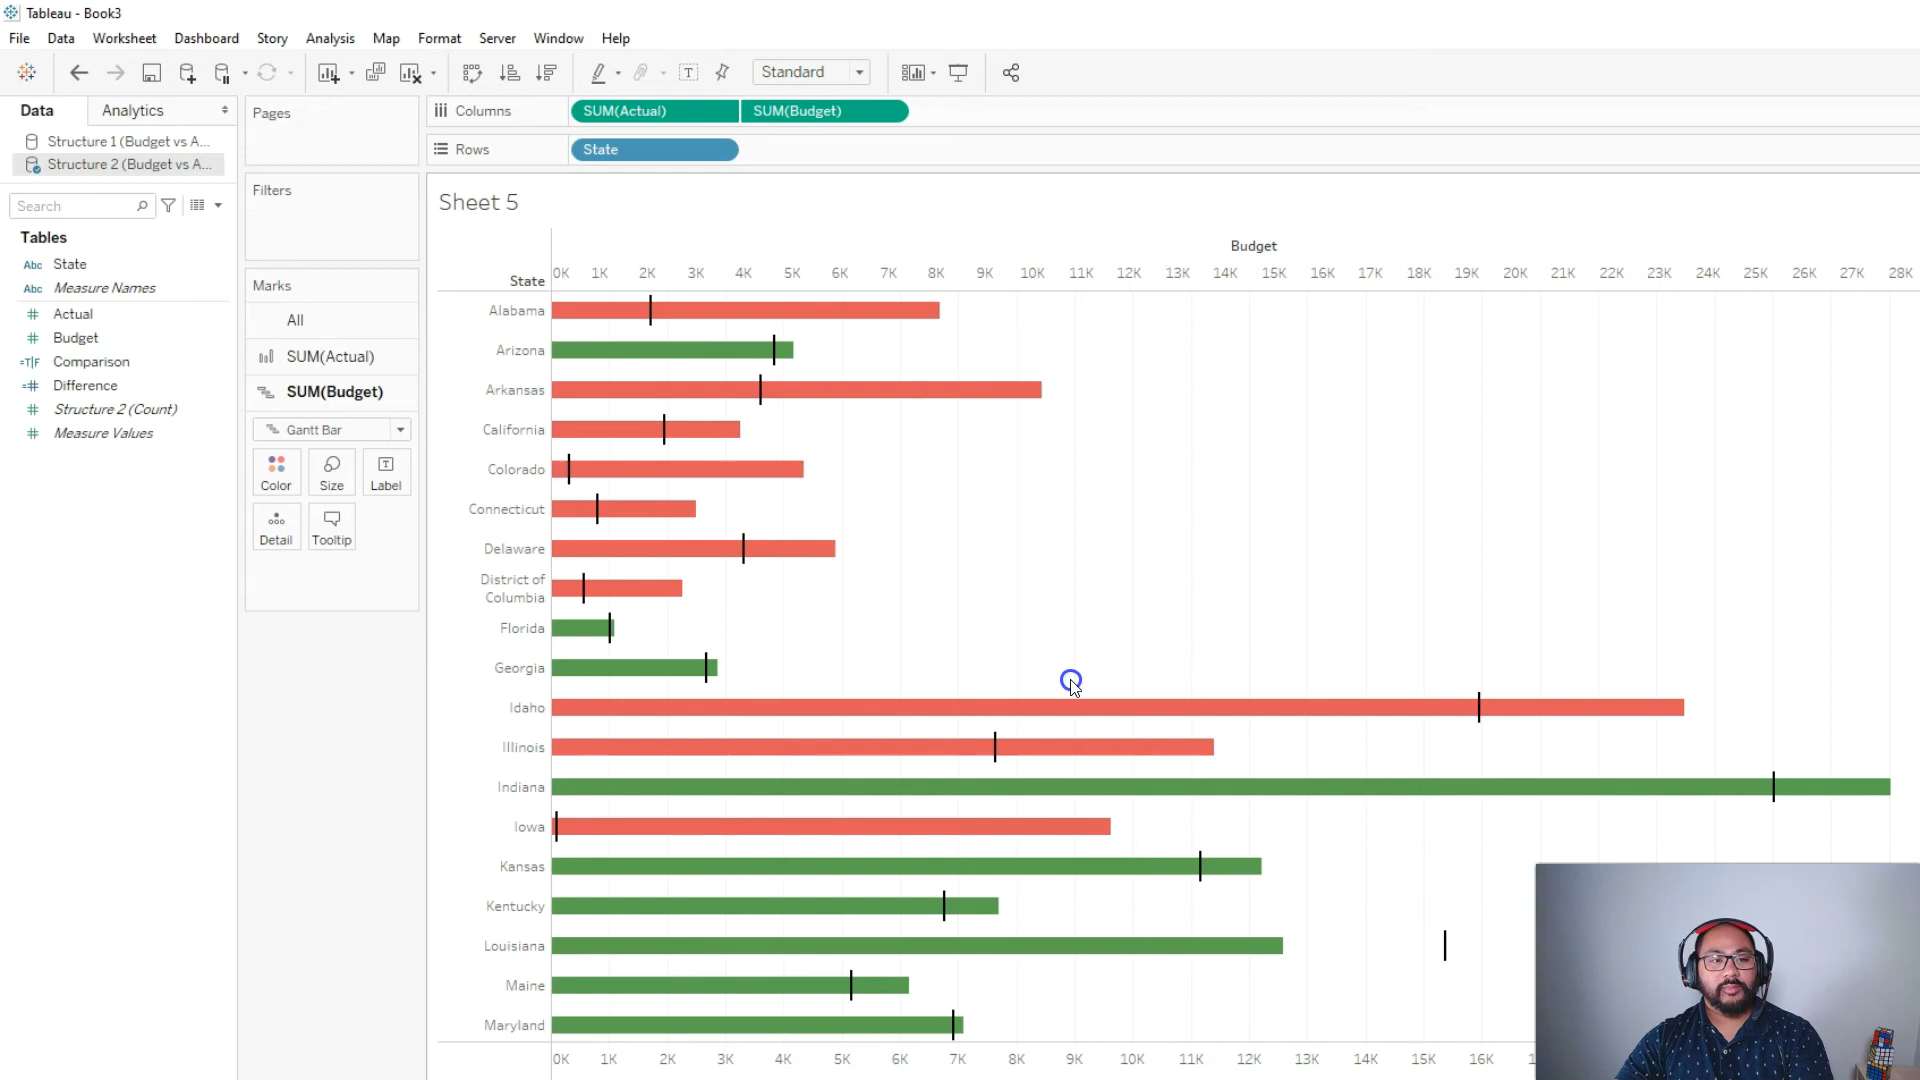 Tableau - Book3
File Data Worksheet Dashboard Story Analysis Map Format Server Window Help
Standard
Data Analytics
Structure 1 (Budget vs A...
Structure 2 (Budget vs A...
Search
Tables
Abc State
Abc Measure Names
# Actual
# Budget
=T|F Comparison
=# Difference
# Structure 2 (Count)
# Measure Values
Pages
Filters
Marks
All
SUM(Actual)
SUM(Budget)
Gantt Bar
Color Size Label
Detail Tooltip
Columns SUM(Actual) SUM(Budget)
Rows State
Sheet 5
Budget
State 0K 1K 2K 3K 4K 5K 6K 7K 8K 9K 10K 11K 12K 13K 14K 15K 16K 17K 18K 19K 20K 21K 22K 23K 24K 25K 26K 27K 28K
Alabama
Arizona
Arkansas
California
Colorado
Connecticut
Delaware
District of
Columbia
Florida
Georgia
Idaho
Illinois
Indiana
Iowa
Kansas
Kentucky
Louisiana
Maine
Maryland
0K 1K 2K 3K 4K 5K 6K 7K 8K 9K 10K 11K 12K 13K 14K 15K 16K